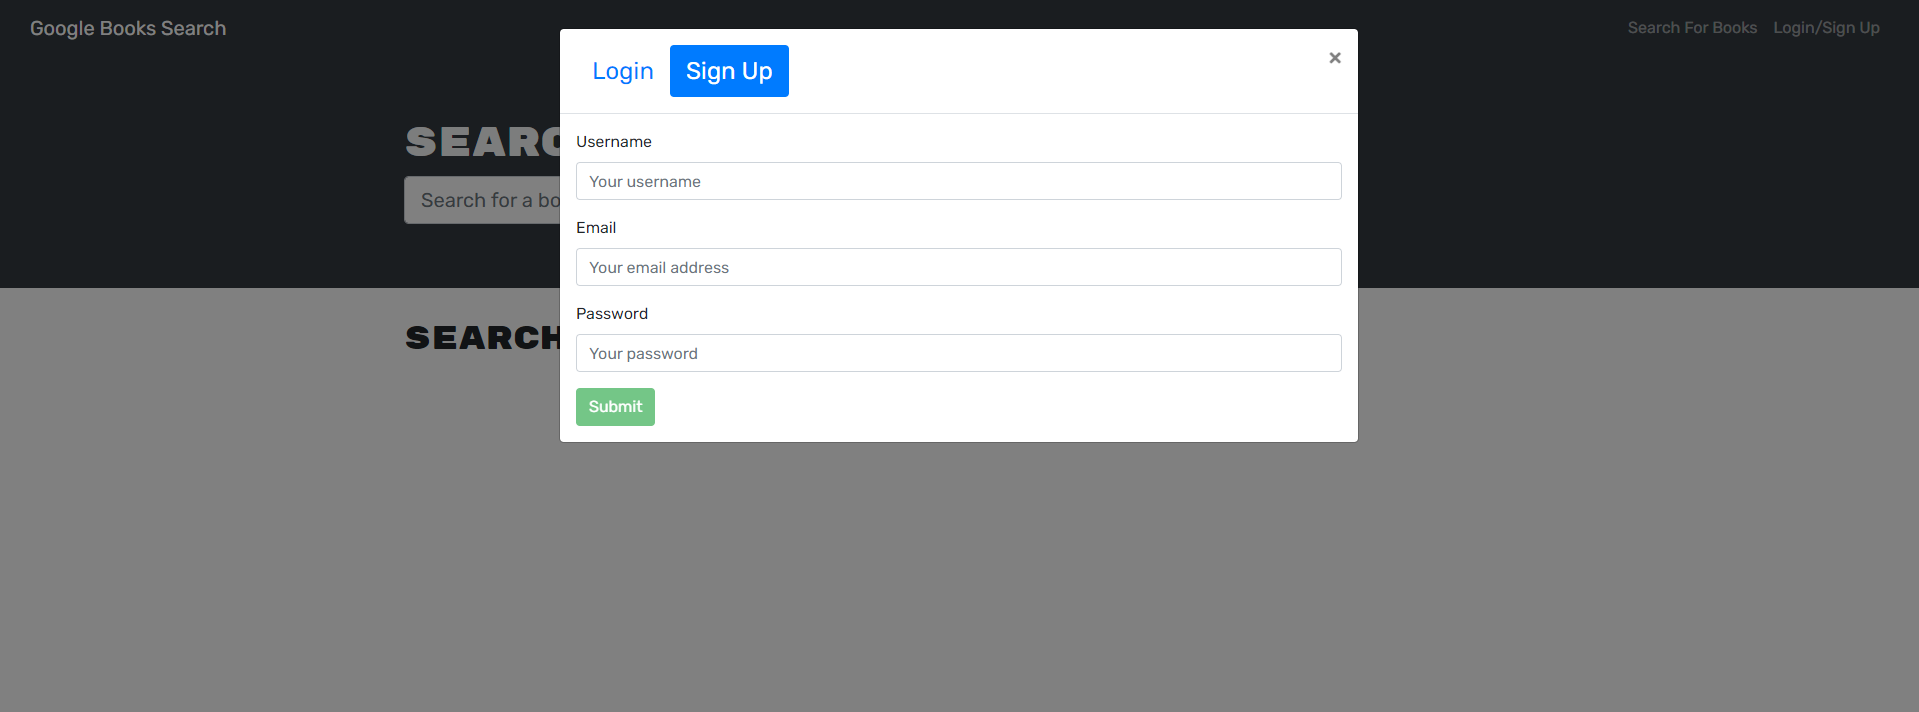 Google Books Search
Search For Books Login/Sign Up
Login Sign Up ×
SEARC
Search for a bo
Username
Your username
Email
Your email address
Password
SEARCH
Your password
Submit